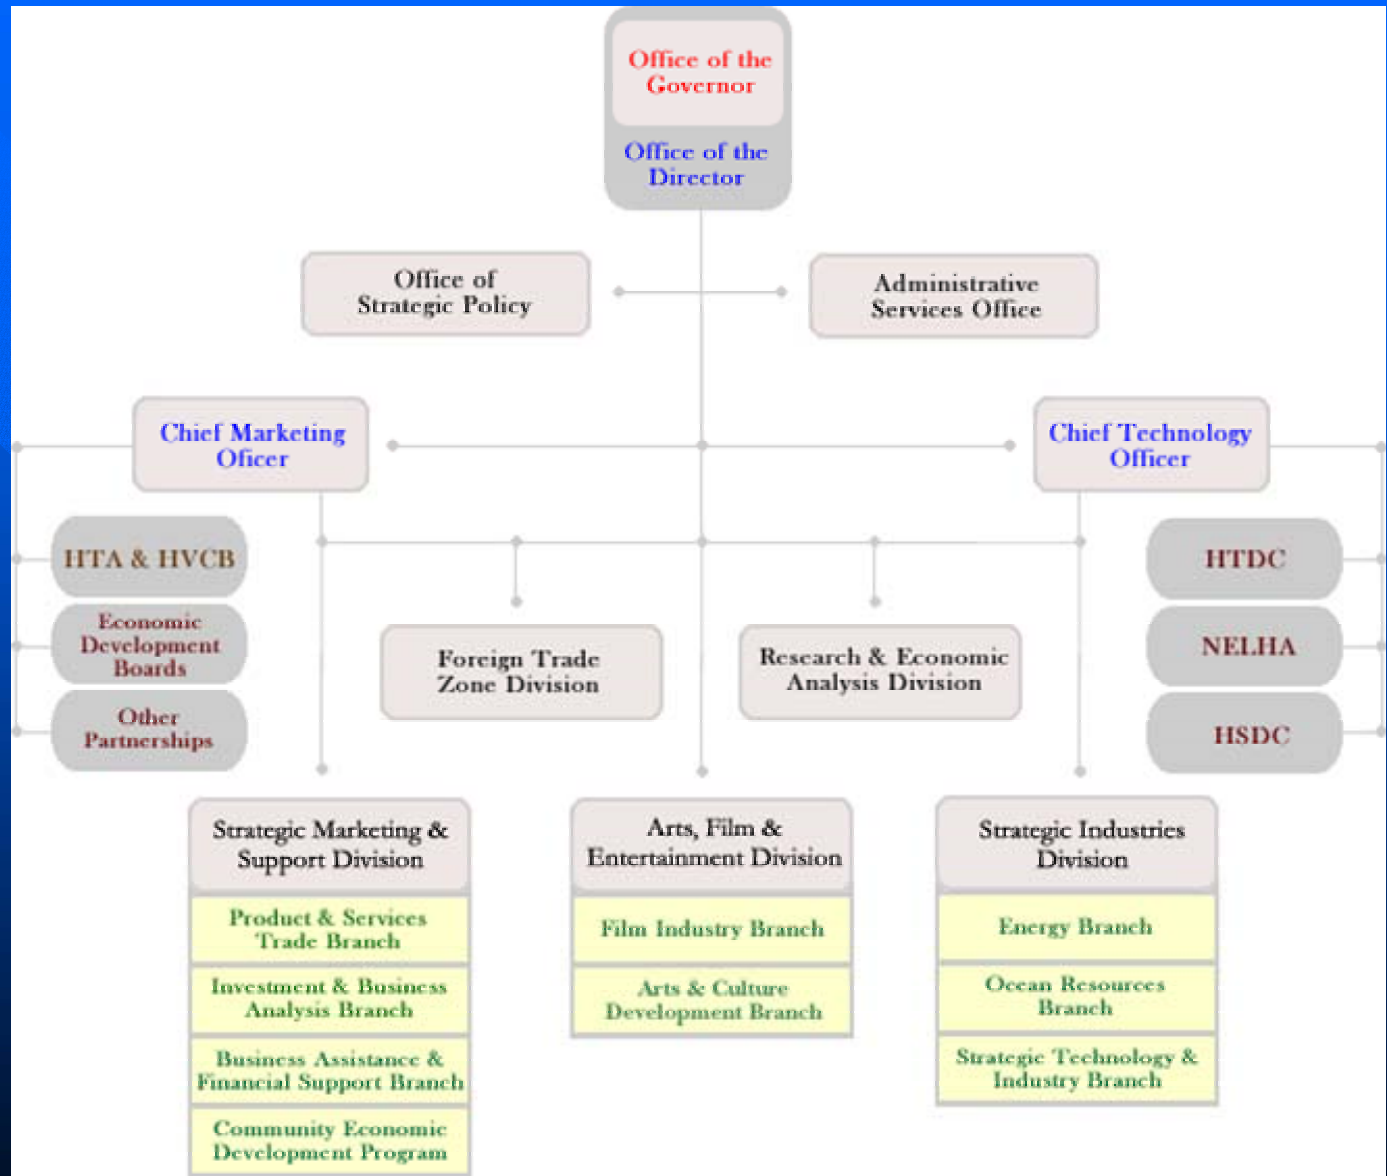 Office of the
Governor
Office of the
Director
Office of
Strategic Policy
Administrative
Services Office
Chief Marketing
Oficer
Chief Technology
Officer
HTA & HVCB
Economic
Development
Boards
Other
Partnerships
Foreign Trade
Zone Division
Research & Economic
Analysis Division
HTDC
NELHA
HSDC
Strategic Marketing &
Support Division
Product & Services
Trade Branch
Investment & Business
Analysis Branch
Business Assistance &
Financial Support Branch
Community Economic
Development Program
Arts, Film &
Entertainment Division
Film Industry Branch
Arts & Culture
Development Branch
Strategic Industries
Division
Energy Branch
Ocean Resources
Branch
Strategic Technology &
Industry Branch